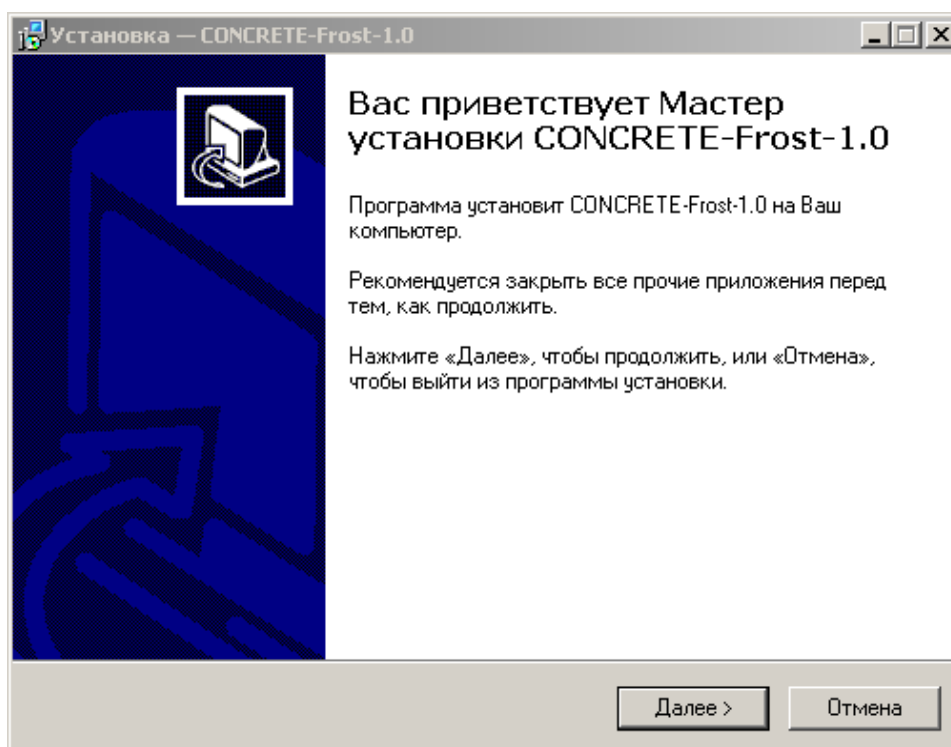 Установка — CONCRETE-Frost-1.0
Вас приветствует Мастер
установки CONCRETE-Frost-1.0
Программа установит CONCRETE-Frost-1.0 на Ваш
компьютер.
Рекомендуется закрыть все прочие приложения перед
тем, как продолжить.
Нажмите «Далее», чтобы продолжить, или «Отмена»,
чтобы выйти из программы установки.
Далее >
Отмена